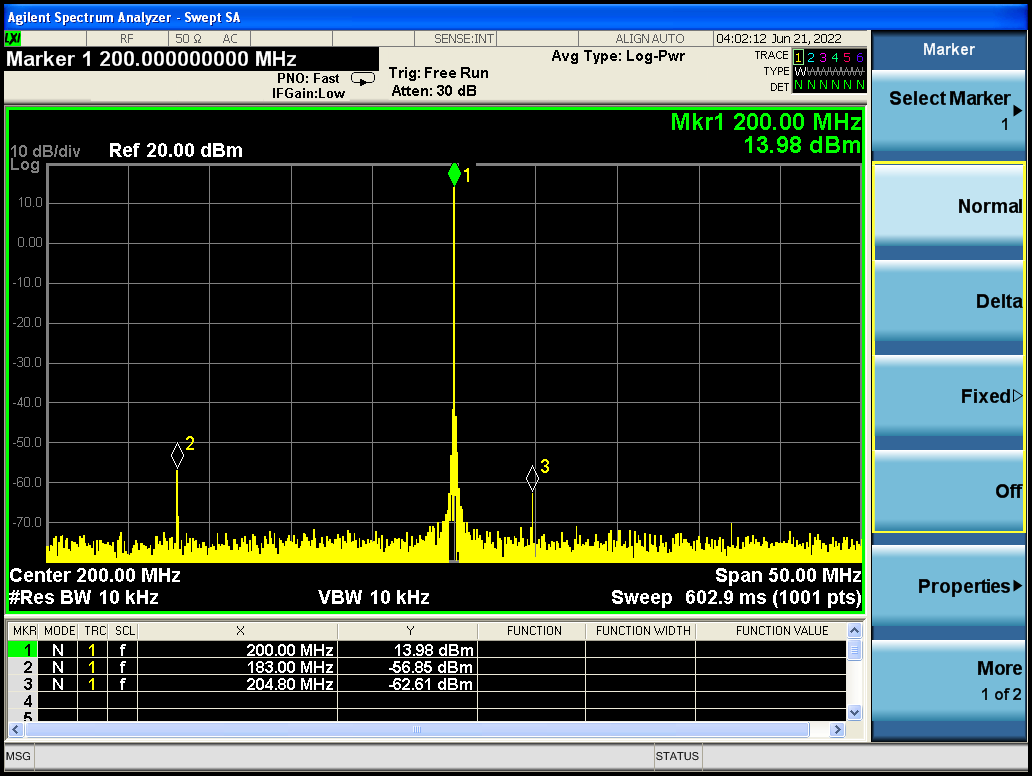 Agilent Spectrum Analyzer - Swept SA
LXI RF 50 Ω AC SENSE:INT ALIGN AUTO 04:02:12 Jun 21, 2022
Marker 1 200.000000000 MHz
PNO: Fast
IFGain:Low
Trig: Free Run
Atten: 30 dB
Avg Type: Log-Pwr
TRACE 1 2 3 4 5 6
TYPE W
DET N N N N N N
Marker
Select Marker
1
Normal
Delta
Fixed
Off
Properties
More
1 of 2
Mkr1 200.00 MHz
13.98 dBm
10 dB/div
Log
Ref 20.00 dBm
1
10.0
0.00
-10.0
-20.0
-30.0
-40.0
-50.0
-60.0
-70.0
2
3
Center 200.00 MHz Span 50.00 MHz
#Res BW 10 kHz VBW 10 kHz Sweep 602.9 ms (1001 pts)
MKR MODE TRC SCL X Y FUNCTION FUNCTION WIDTH FUNCTION VALUE
1 N 1 f 200.00 MHz 13.98 dBm
2 N 1 f 183.00 MHz -56.85 dBm
3 N 1 f 204.80 MHz -62.61 dBm
4
5
MSG STATUS